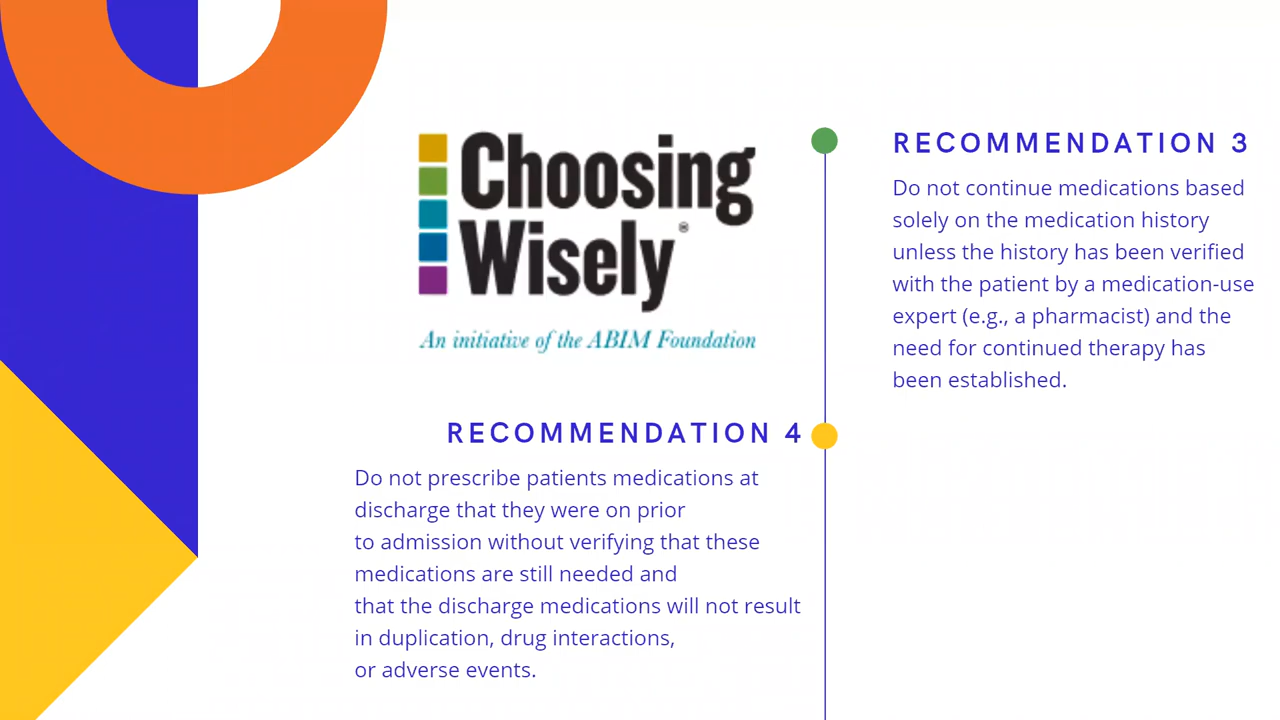 Choosing
Wisely®
An initiative of the ABIM Foundation
RECOMMENDATION 3
Do not continue medications based
solely on the medication history
unless the history has been verified
with the patient by a medication-use
expert (e.g., a pharmacist) and the
need for continued therapy has
been established.
RECOMMENDATION 4
Do not prescribe patients medications at
discharge that they were on prior
to admission without verifying that these
medications are still needed and
that the discharge medications will not result
in duplication, drug interactions,
or adverse events.